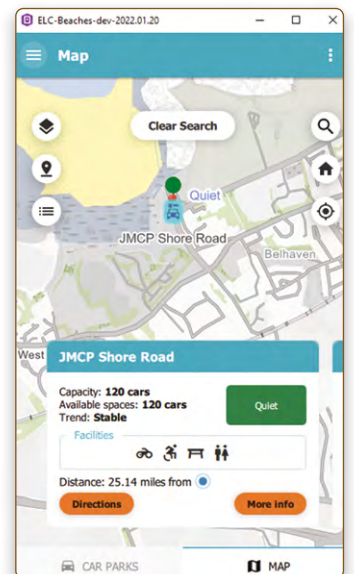 ELC-Beaches-dev-2022.01.20
Map
Clear Search
Quiet
JMCP Shore Road
Belhaven
West
JMCP Shore Road
Capacity: 120 cars
Available spaces: 120 cars
Trend: Stable
Quiet
Facilities
Distance: 25.14 miles from
Directions
More info
CAR PARKS
MAP